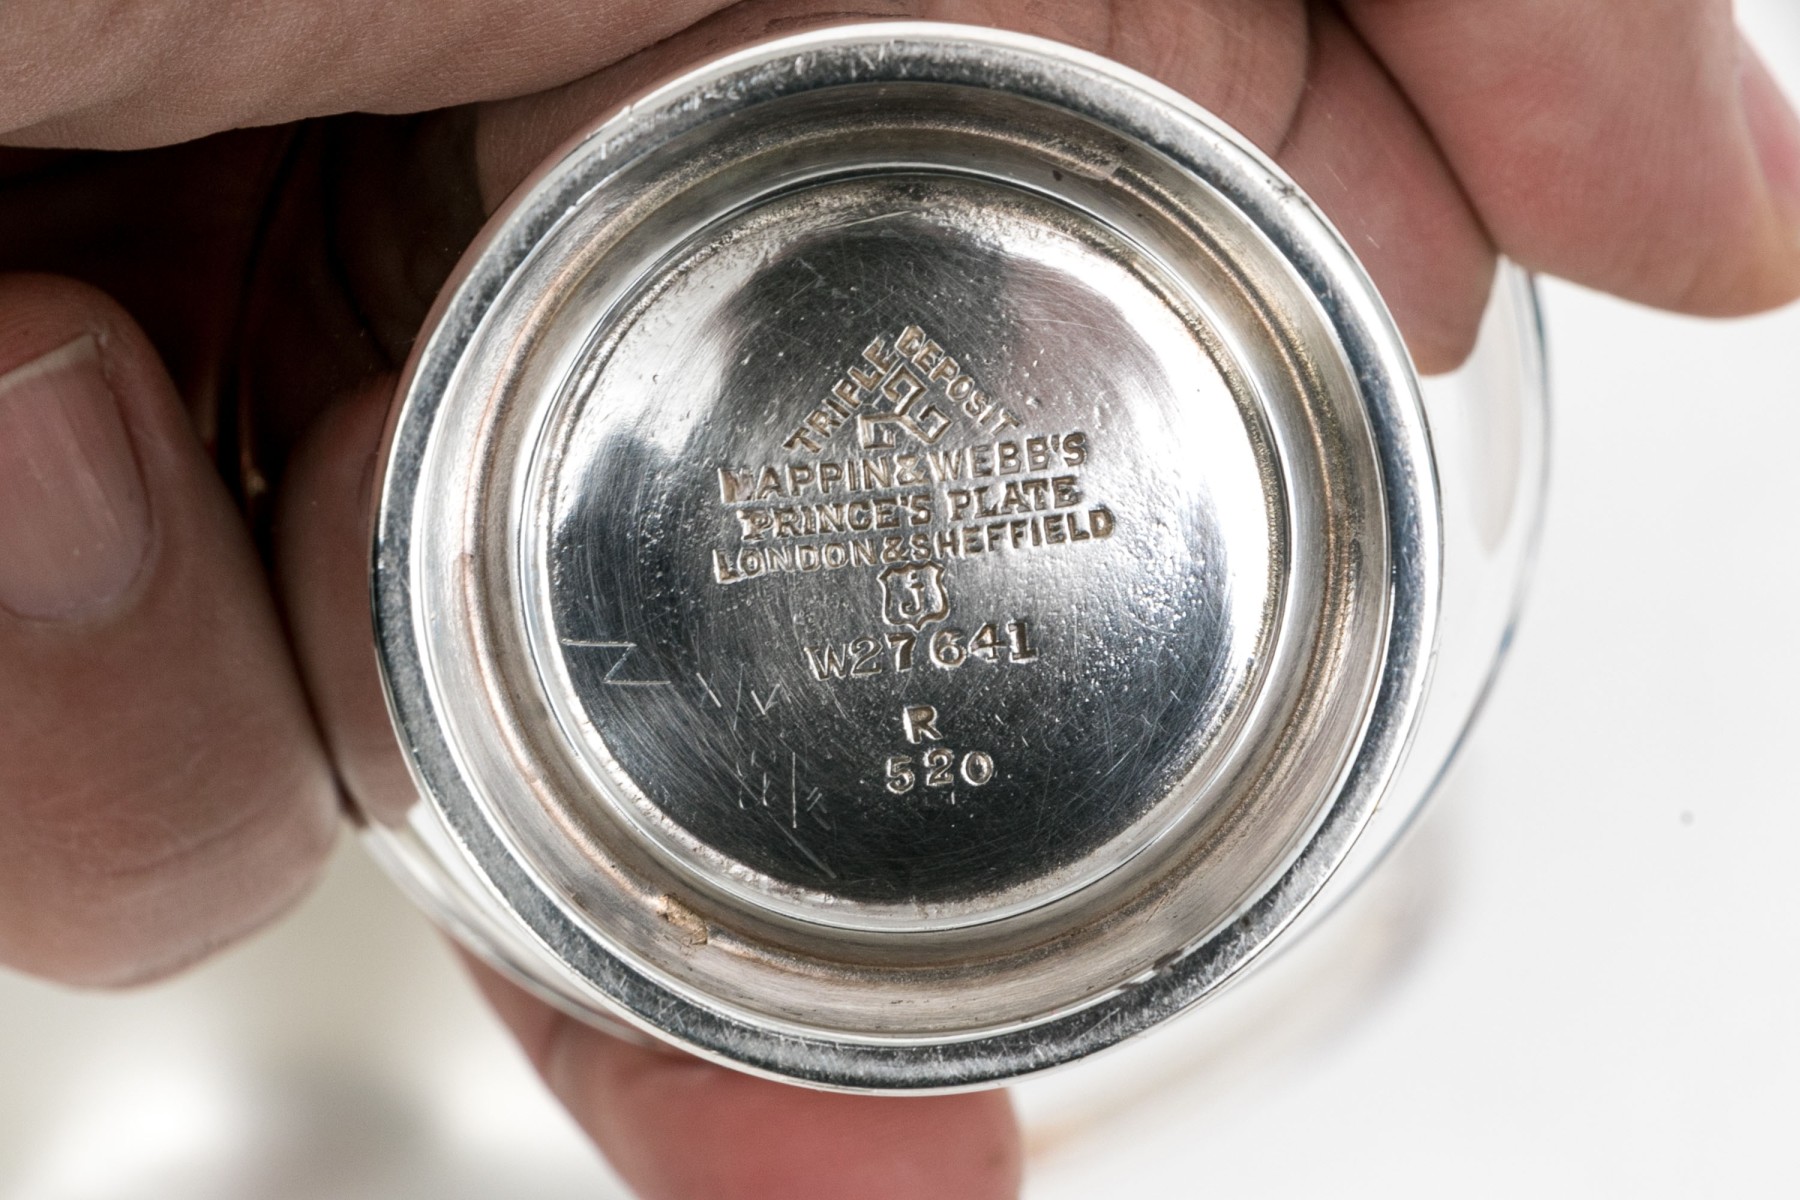 TRIPLE DEPOSIT
MAPPIN & WEBB'S
PRINCE'S PLATE
LONDON & SHEFFIELD
j
W27641
R
520